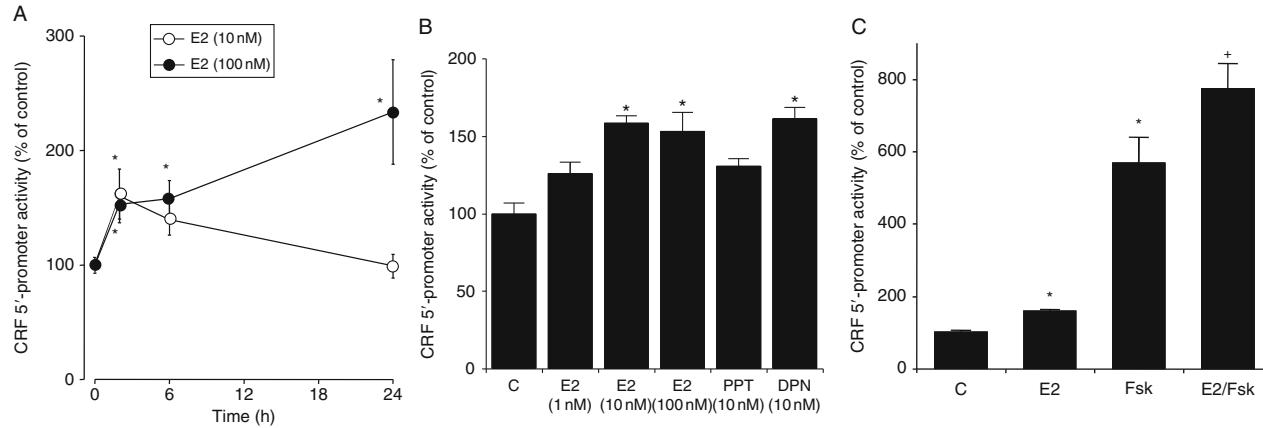 A
CRF 5′-promoter activity (% of control)
300
250
200
150
100
50
E2 (10 nM)
E2 (100 nM)
*
*
*
*
0
6
12
18
24
Time (h)
B
CRF 5′-promoter activity (% of control)
200
150
100
50
0
*
*
*
C
E2
(1 nM)
E2
(10 nM)
E2
(100 nM)
PPT
(10 nM)
DPN
(10 nM)
C
CRF 5′-promoter activity (% of control)
800
600
400
200
0
*
*
+
C
E2
Fsk
E2/Fsk